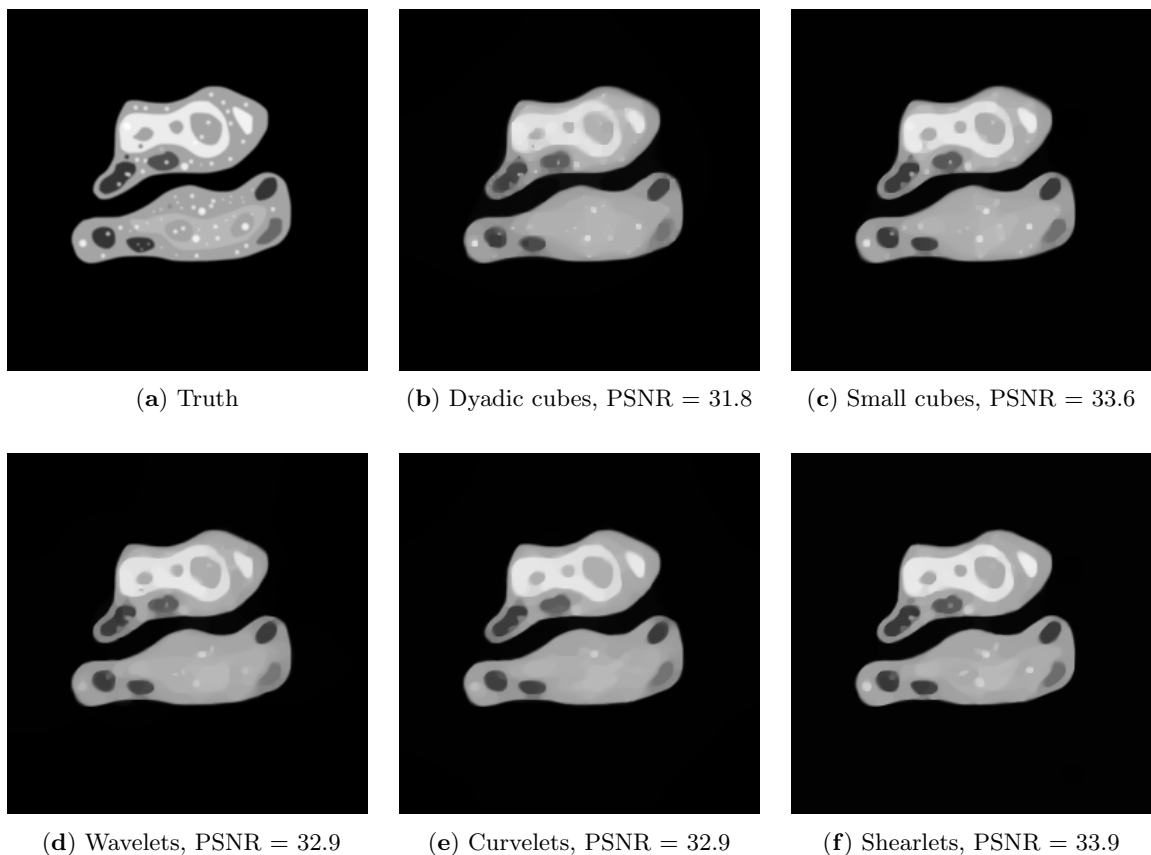 (a) Truth
(b) Dyadic cubes, PSNR = 31.8
(c) Small cubes, PSNR = 33.6
(d) Wavelets, PSNR = 32.9
(e) Curvelets, PSNR = 32.9
(f) Shearlets, PSNR = 33.9